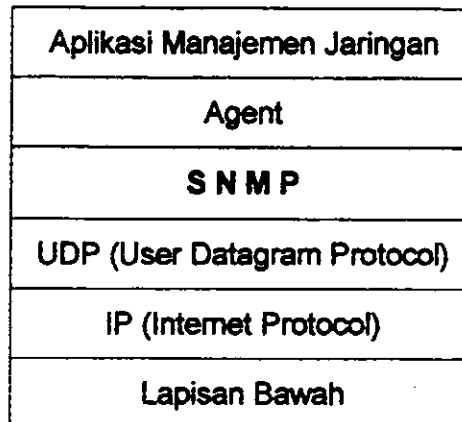 Aplikasi Manajemen Jaringan
Agent
S N M P
UDP (User Datagram Protocol)
IP (Internet Protocol)
Lapisan Bawah